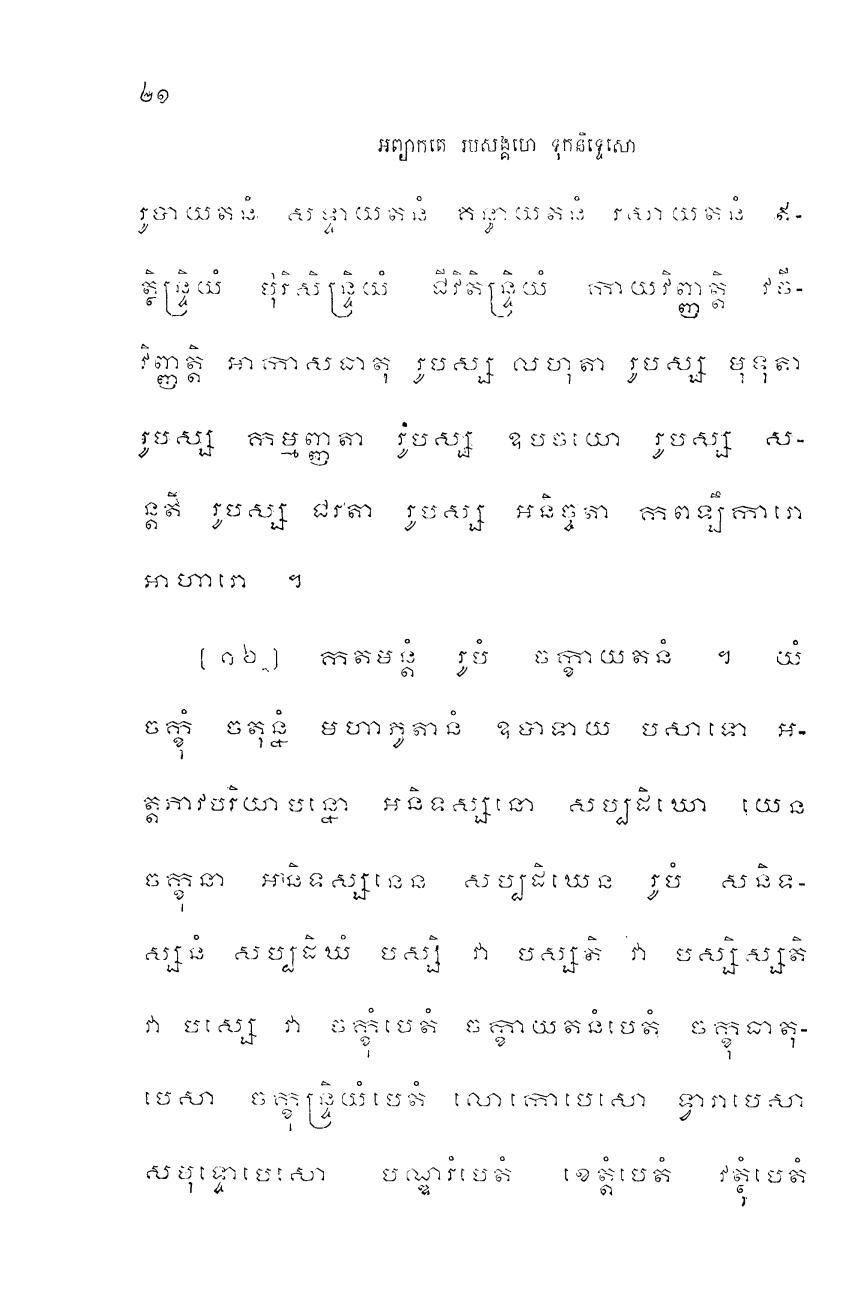 ២១
អព្យាកតេ រូបសង្គហេ ទុកនិទ្ទេសោ
រូបាយតនំ សទ្ទាយតនំ គន្ធាយតនំ រសាយតនំ ឥ-
ត្ថិន្ទ្រិយំ បុរិសិន្ទ្រិយំ ជីវិតិន្ទ្រិយំ កាយវិញ្ញត្តិ វចី-
វិញ្ញត្តិ អាកាសធាតុ រូបស្ស លហុតា រូបស្ស មុទុតា
រូបស្ស កម្មញ្ញតា រូបស្ស ឧបចយោ រូបស្ស ស-
ន្តតិ រូបស្ស ជរតា រូបស្ស អនិច្ចតា កពឡឹការោ
អាហារោ ។
[១៦] កតមន្តំ រូបំ ចក្ខាយតនំ ។ យំ
ចក្ខុំ ចតុន្នំ មហាភូតានំ ឧបាទាយ បសាទោ អ-
ត្តភាវបរិយាបន្នោ អនិទស្សនោ សប្បដិឃោ យេន
ចក្ខុនា អនិទស្សនេន សប្បដិឃេន រូបំ សនិទ-
ស្សនំ សប្បដិឃំ បស្សិ វា បស្សតិ វា បស្សិស្សតិ
វា បស្សេ វា ចក្ខុំបេតំ ចក្ខាយតនំបេតំ ចក្ខុធាតុ-
បេសា ចក្ខុន្ទ្រិយំបេតំ លោកោបេសោ ទ្វារាបេសា
សមុទ្ទោបេសោ បណ្ឌរំបេតំ ខេត្តំបេតំ វត្ថុំបេតំ